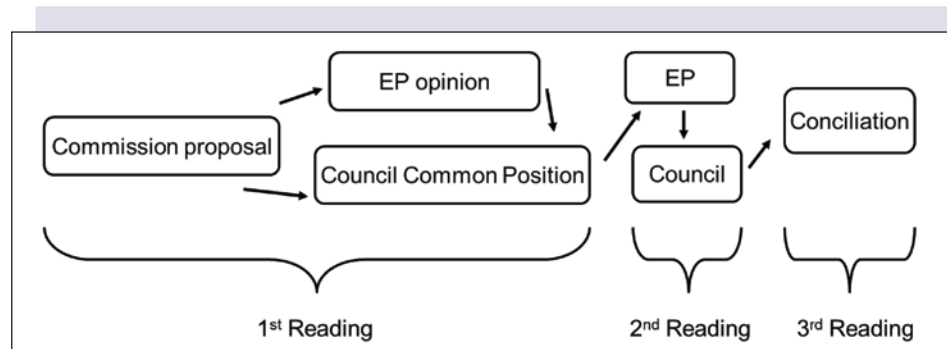 Commission proposal
EP opinion
Council Common Position
EP
Council
Conciliation
1st Reading
2nd Reading
3rd Reading